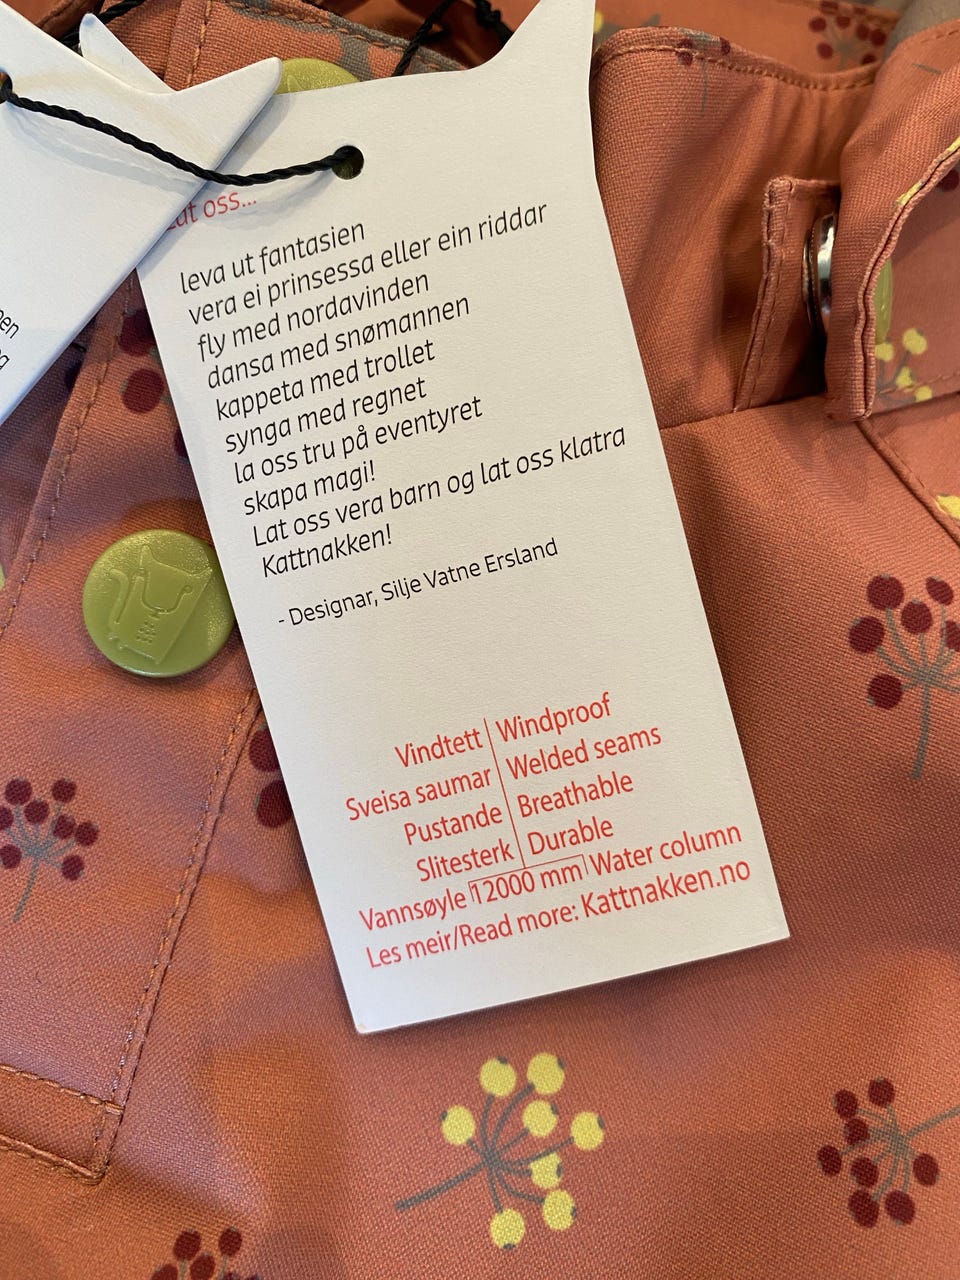 Lat oss...
leva ut fantasien
vera ei prinsessa eller ein riddar
fly med nordavinden
dansa med snømannen
kappeta med trollet
synga med regnet
la oss tru på eventyret
skapa magi!
Lat oss vera barn og lat oss klatra
Kattnakken!
- Designar, Silje Vatne Ersland
Vindtett Windproof
Sveisa saumar Welded seams
Pustande Breathable
Slitesterk Durable
Vannsøyle 12000 mm Water column
Les meir/Read more: Kattnakken.no